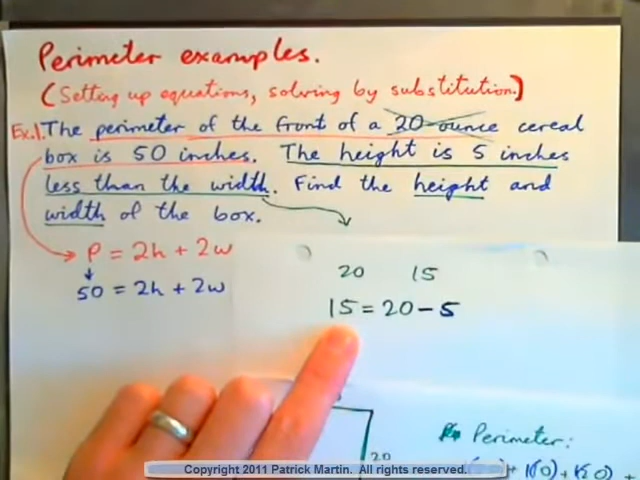 Perimeter examples.
(Setting up equations, solving by substitution.)
Ex.1. The perimeter of the front of a 20-ounce cereal
box is 50 inches. The height is 5 inches
less than the width. Find the height and
width of the box.
P = 2h + 2w
50 = 2h + 2w
20 15
15 = 20 - 5
Perimeter:
20
Copyright 2011 Patrick Martin. All rights reserved.